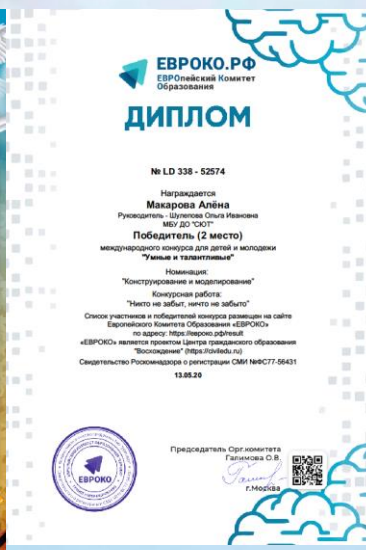 ЕВРОКО.РФ
ЕВРОпейский Комитет
Образования
ДИПЛОМ
№ LD 338 - 52574
Награждается
Макарова Алёна
Руководитель - Шулепова Ольга Ивановна
МБУ ДО "СЮТ"
Победитель (2 место)
международного конкурса для детей и молодежи
"Умные и талантливые"
Номинация:
"Конструирование и моделирование"
Конкурсная работа:
"Никто не забыт, ничто не забыто"
Список участников и победителей конкурса размещен на сайте
Европейского Комитета Образования «ЕВРОКО»
по адресу: https://евроко.рф/result
«ЕВРОКО» является проектом Центра гражданского образования
"Восхождение" (https://civiledu.ru)
Свидетельство Роскомнадзора о регистрации СМИ №ФС77-56431
13.05.20
Председатель Орг.комитета
Галимова О.В.
г.Москва
ЕВРОКО